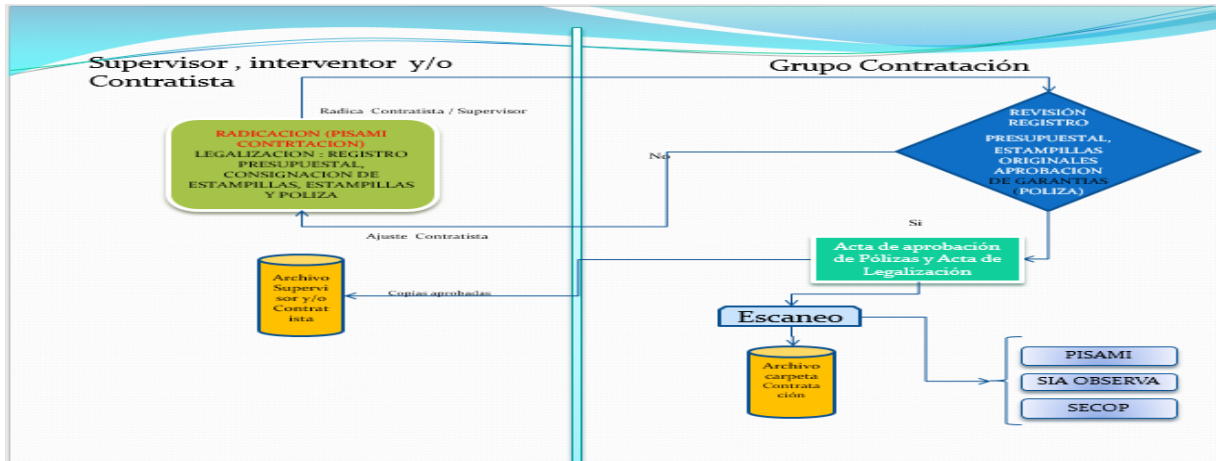 Supervisor , interventor y/o
Contratista
Grupo Contratación
Radica Contratista / Supervisor
RADICACION (PISAMI
CONTRTACION)
LEGALIZACION : REGISTRO
PRESUPUESTAL,
CONSIGNACION DE
ESTAMPILLAS, ESTAMPILLAS
Y POLIZA
REVISIÓN
REGISTRO
PRESUPUESTAL,
ESTAMPILLAS
ORIGINALES
APROBACION
DE GARANTIAS
(POLIZA)
No
Ajuste Contratista
Si
Acta de aprobación
de Pólizas y Acta de
Legalización
Archivo
Supervi
sor y/o
Contrat
ista
Copias aprobadas
Escaneo
Archivo
carpeta
Contrata
ción
PISAMI
SIA OBSERVA
SECOP